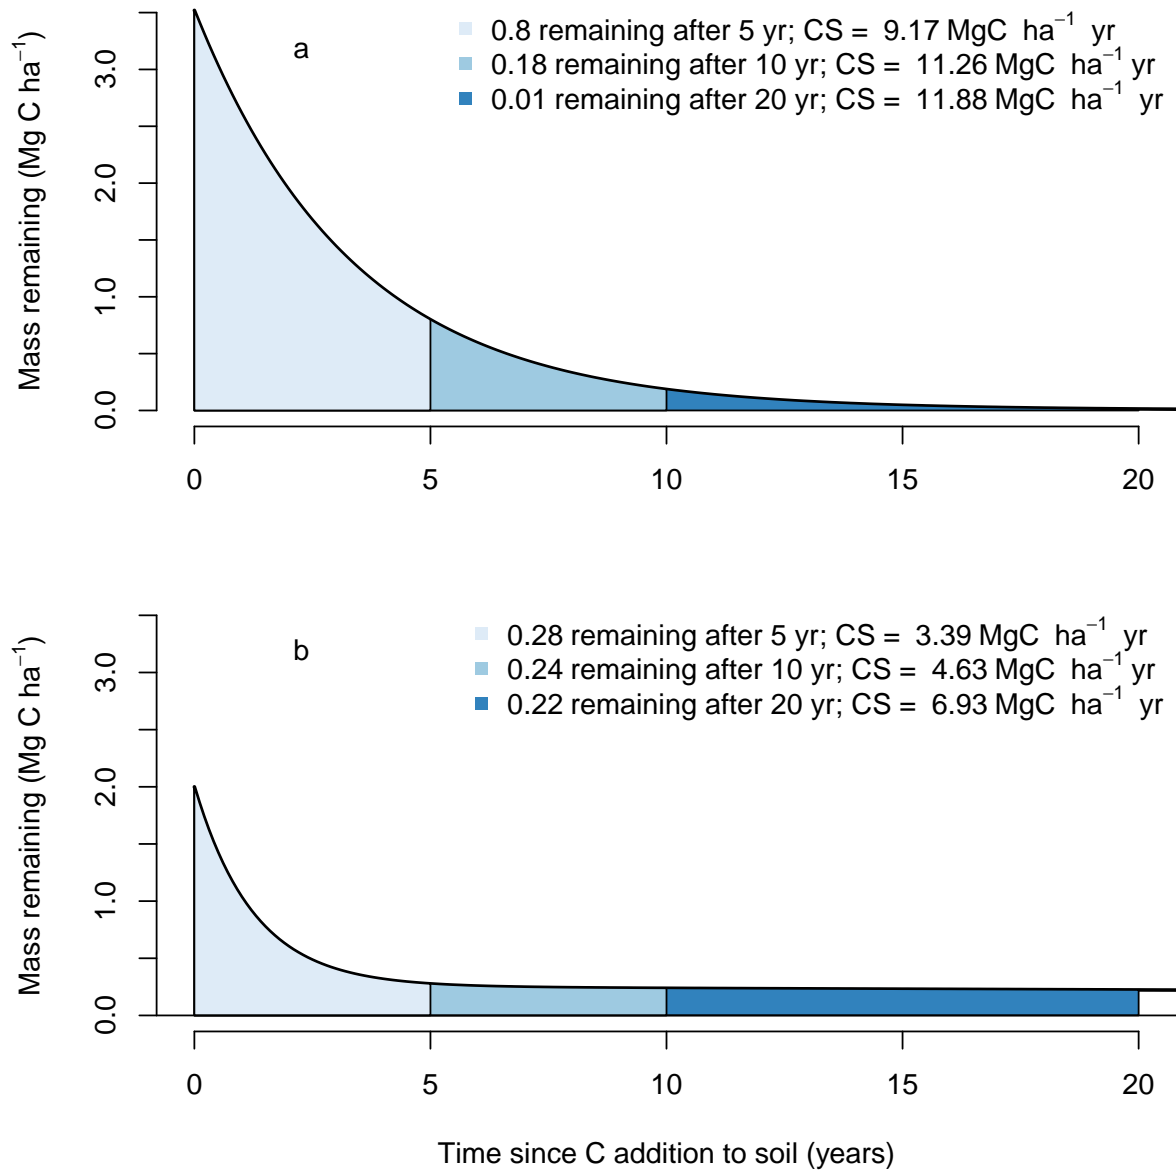 a
0.8 remaining after 5 yr; CS = 9.17 MgC ha⁻¹ yr
0.18 remaining after 10 yr; CS = 11.26 MgC ha⁻¹ yr
0.01 remaining after 20 yr; CS = 11.88 MgC ha⁻¹ yr
Mass remaining (Mg C ha⁻¹)
3.0
2.0
1.0
0.0
0 5 10 15 20
b
0.28 remaining after 5 yr; CS = 3.39 MgC ha⁻¹ yr
0.24 remaining after 10 yr; CS = 4.63 MgC ha⁻¹ yr
0.22 remaining after 20 yr; CS = 6.93 MgC ha⁻¹ yr
Mass remaining (Mg C ha⁻¹)
3.0
2.0
1.0
0.0
0 5 10 15 20
Time since C addition to soil (years)